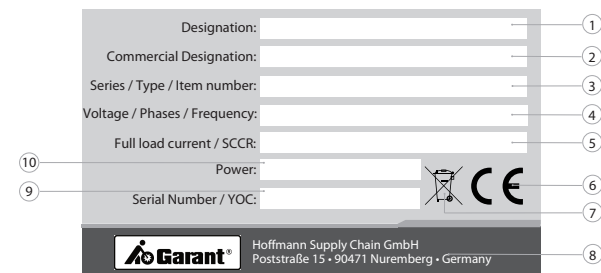 Designation:
1
Commercial Designation:
2
Series / Type / Item number:
3
Voltage / Phases / Frequency:
4
Full load current / SCCR:
5
10
Power:
6
9
Serial Number / YOC:
CE
7
Garant®
Hoffmann Supply Chain GmbH
Poststraße 15 • 90471 Nuremberg • Germany
8